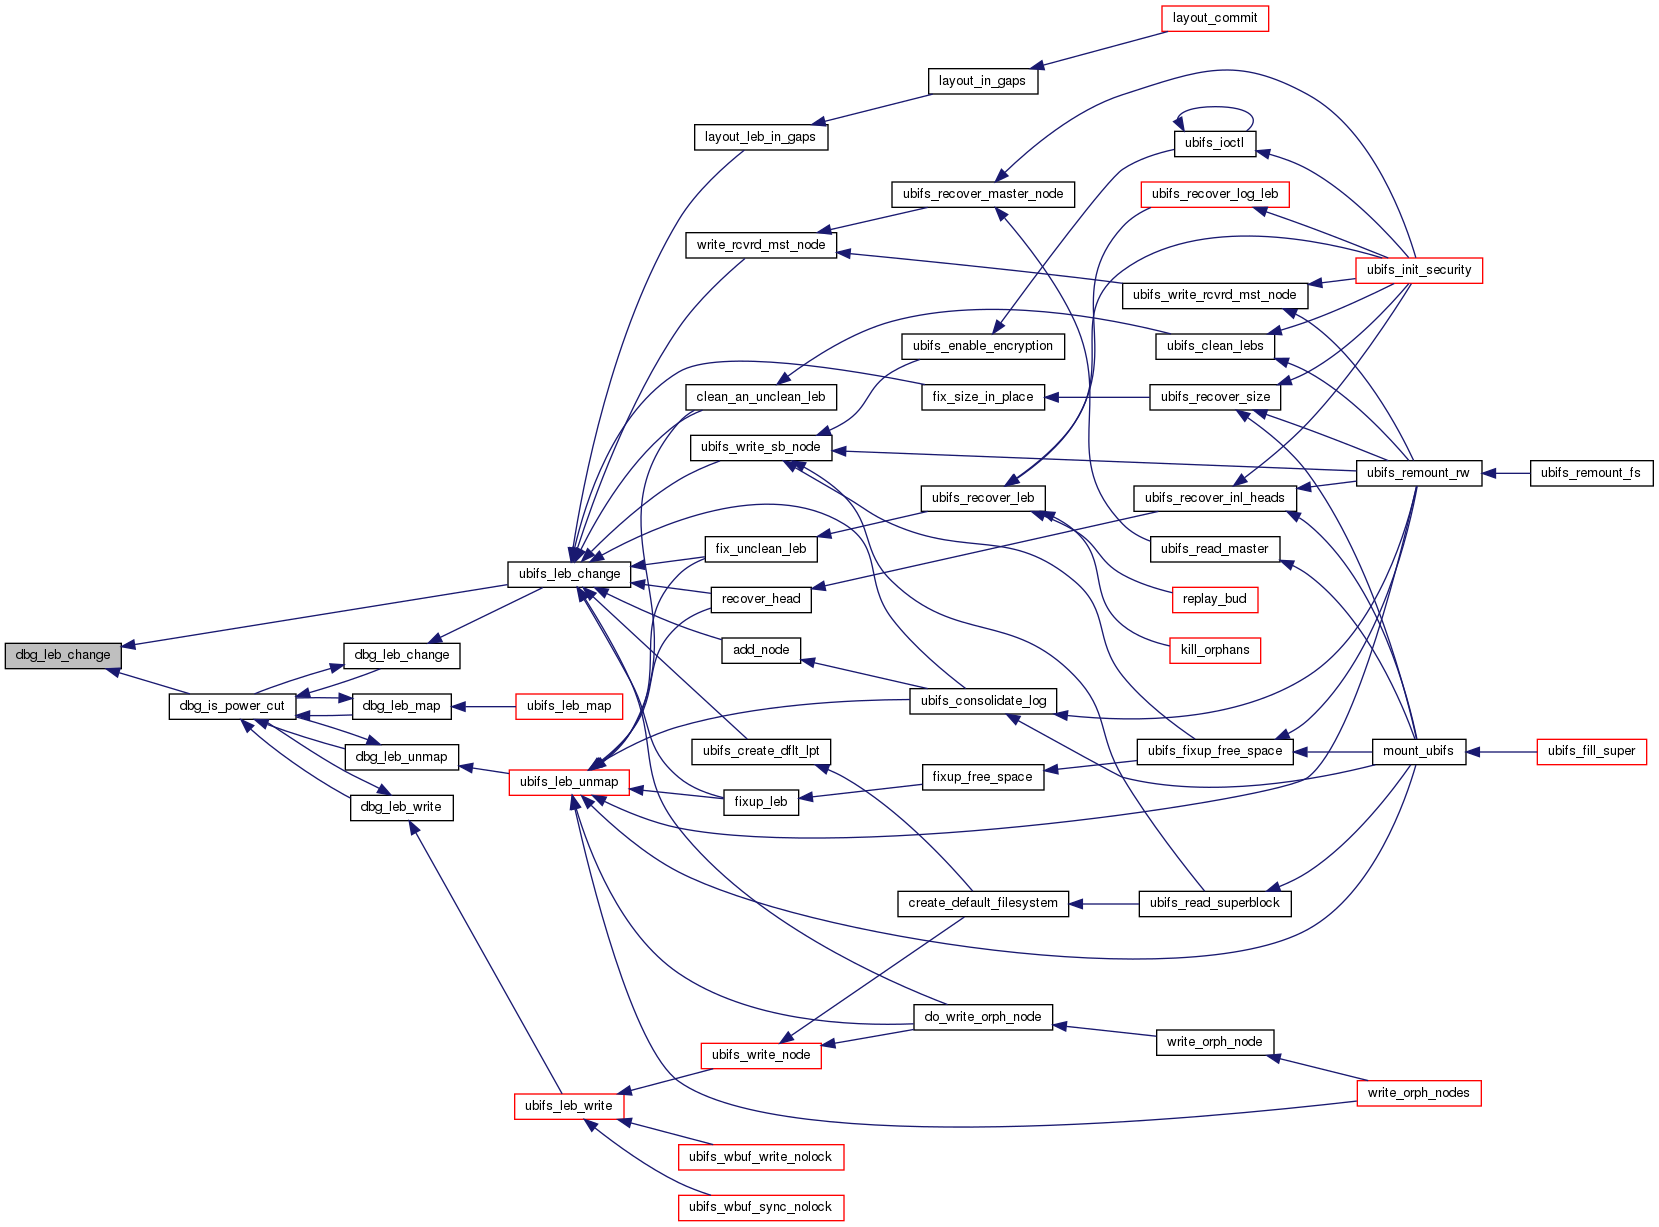 layout_commit
layout_in_gaps
layout_leb_in_gaps
ubifs_ioctl
ubifs_recover_master_node
ubifs_recover_log_leb
write_rcvrd_mst_node
ubifs_init_security
ubifs_write_rcvrd_mst_node
ubifs_enable_encryption
ubifs_clean_lebs
clean_an_unclean_leb
fix_size_in_place
ubifs_recover_size
ubifs_write_sb_node
ubifs_remount_rw
ubifs_remount_fs
ubifs_recover_leb
ubifs_recover_inl_heads
fix_unclean_leb
ubifs_read_master
ubifs_leb_change
recover_head
replay_bud
dbg_leb_change
dbg_leb_change
add_node
kill_orphans
dbg_is_power_cut
dbg_leb_map
ubifs_leb_map
ubifs_consolidate_log
dbg_leb_unmap
ubifs_create_dflt_lpt
ubifs_fixup_free_space
mount_ubifs
ubifs_fill_super
ubifs_leb_unmap
fixup_free_space
dbg_leb_write
fixup_leb
create_default_filesystem
ubifs_read_superblock
do_write_orph_node
ubifs_write_node
write_orph_node
ubifs_leb_write
write_orph_nodes
ubifs_wbuf_write_nolock
ubifs_wbuf_sync_nolock